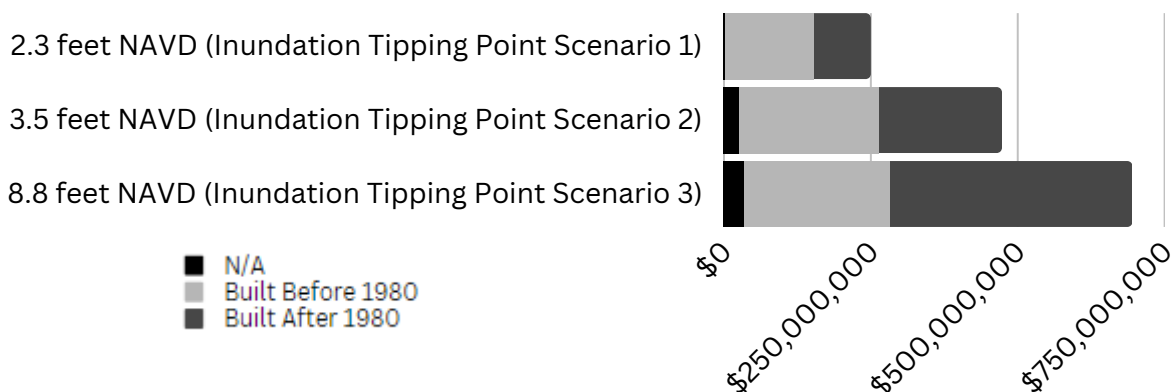 2.3 feet NAVD (Inundation Tipping Point Scenario 1)
3.5 feet NAVD (Inundation Tipping Point Scenario 2)
8.8 feet NAVD (Inundation Tipping Point Scenario 3)
$0
$250,000,000
$500,000,000
$750,000,000
N/A
Built Before 1980
Built After 1980